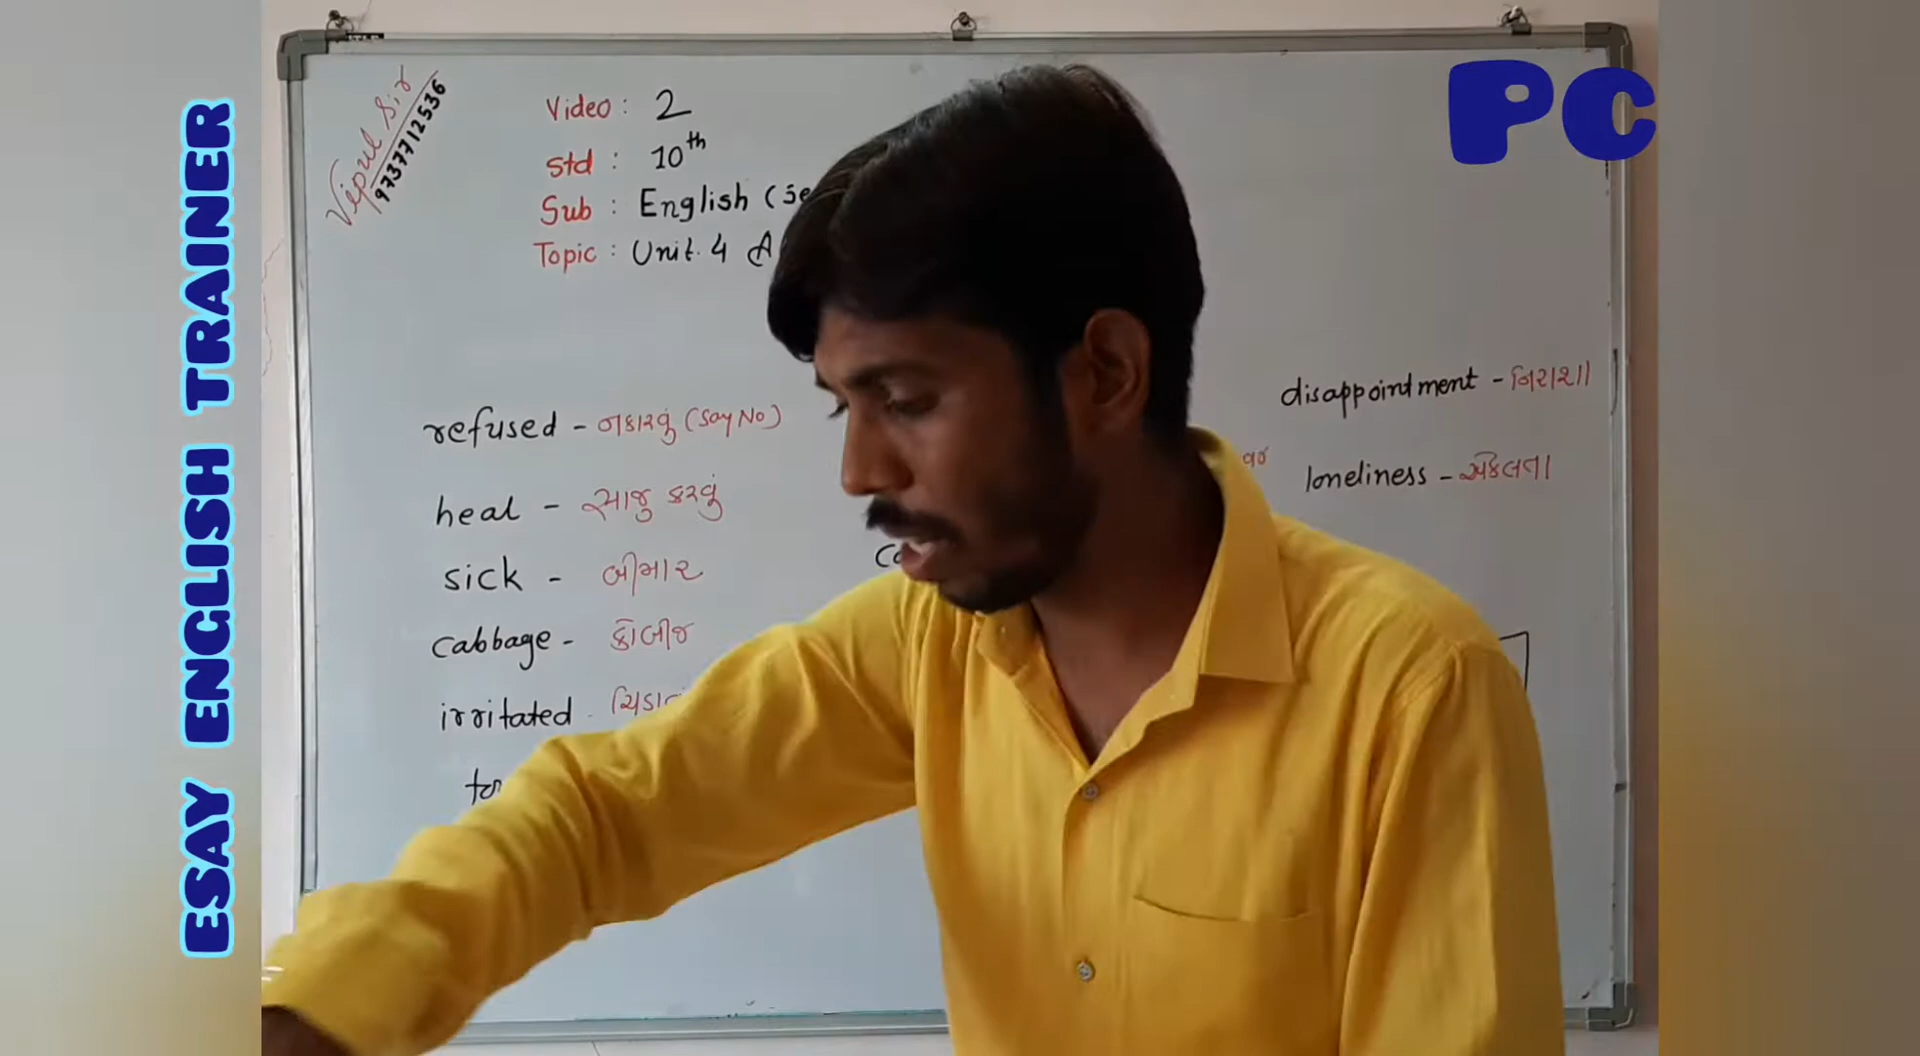 ESAY ENGLISH TRAINER
PC
Vipul Sir
9737712536
Video : 2
Std : 10th
Sub : English (Se
Topic : Unit. 4 A
refused - નકારવું (Say No)
heal - સાજુ કરવું
sick - બીમાર
cabbage - કોબીજ
irritated - ચિડા
disappointment - નિરાશા
loneliness - એકલતા